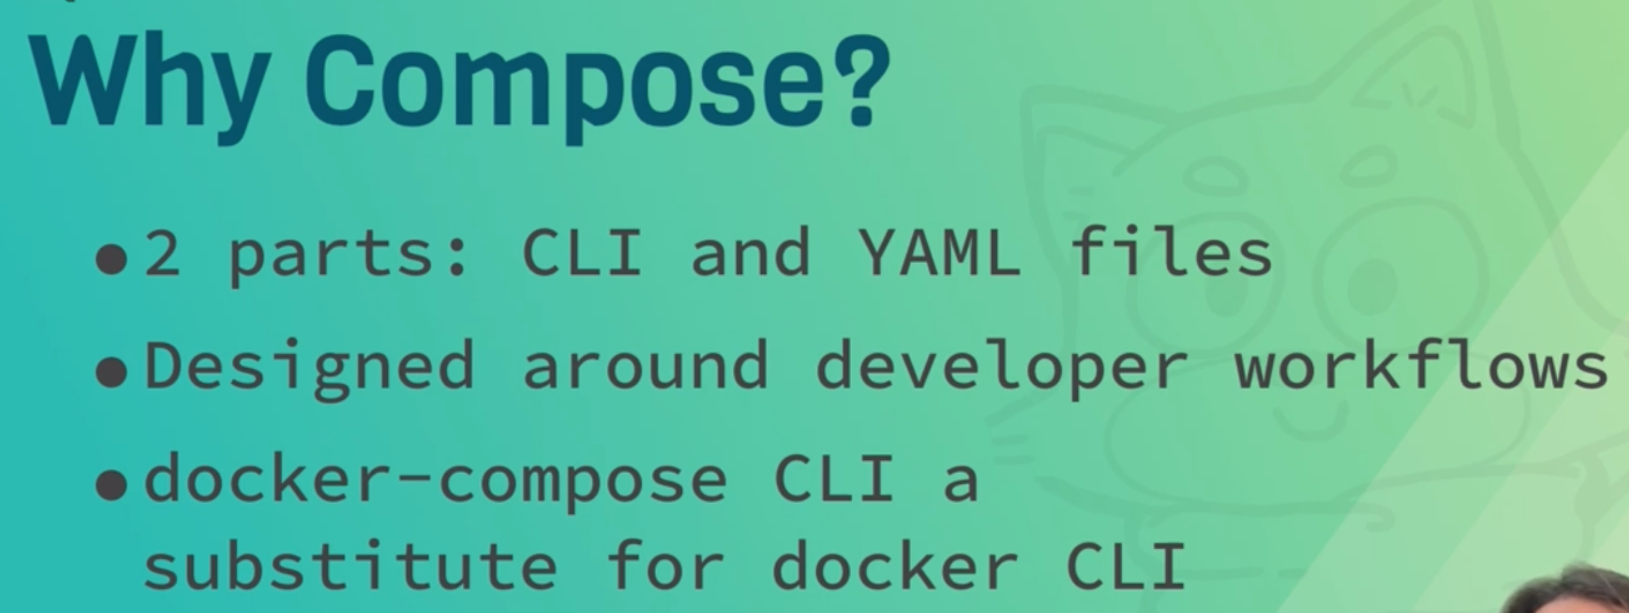 Why Compose?
• 2 parts: CLI and YAML files
• Designed around developer workflows
• docker-compose CLI a
substitute for docker CLI